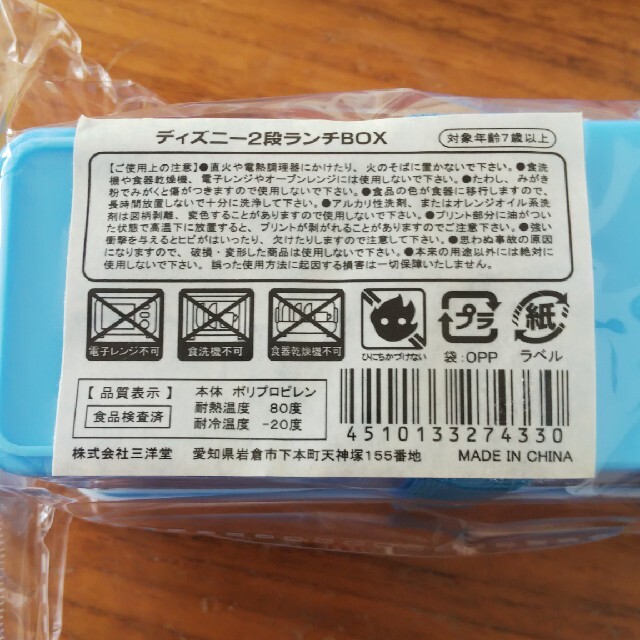 ディズニー2段ランチBOX
対象年齢7歳以上
【ご使用上の注意】●直火や電熱調理器にかけたり、火のそばに置かないで下さい。●食洗
機や食器乾燥機、電子レンジやオーブンレンジには使用しないで下さい。●たわし、みがき
粉でみがくと傷がつきますので使用しないで下さい。●食品の色が食器に移行しますので、
長時間放置しないで十分に洗浄して下さい。●アルカリ性洗剤、またはオレンジオイル系洗
剤は図柄剥離、変色することがありますので使用しないで下さい。●プリント部分に油がつい
た状態で高温下に放置すると、プリントが剥がれることがありますのでご注意下さい。●強い
衝撃を与えるとヒビがはいったり、欠けたりしますので注意して下さい。●思わぬ事故の原因
になりますので、破損・変形した商品は使用しないで下さい。●本来の用途以外には絶対に
使用しないで下さい。誤った使用方法に起因する損害は一切保障いたしません。
電子レンジ不可
食洗機不可
食器乾燥機不可
ひにちかづけない
プラ
袋:OPP
紙
ラベル
【品質表示】
食品検査済
本体 ポリプロピレン
耐熱温度 80度
耐冷温度 -20度
4510133274330
株式会社三洋堂 愛知県岩倉市下本町天神塚155番地 MADE IN CHINA